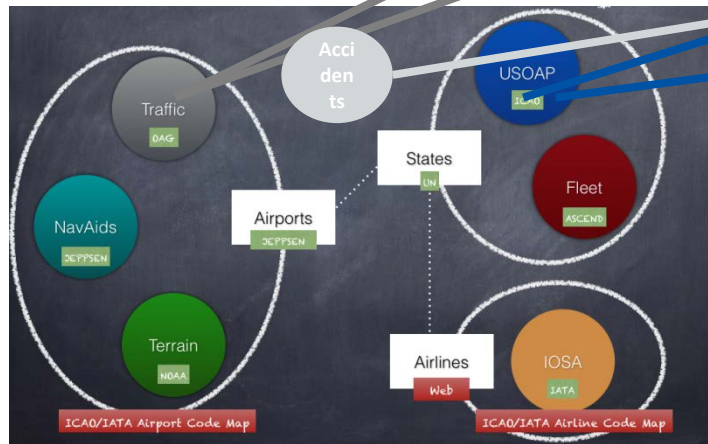 Acci
den
ts
USOAP
ICAO
Traffic
OAG
States
UN
Fleet
ASCEND
Airports
JEPPSEN
NavAids
JEPPSEN
Terrain
NOAA
Airlines
Web
IOSA
IATA
ICAO/IATA Airport Code Map
ICAO/IATA Airline Code Map